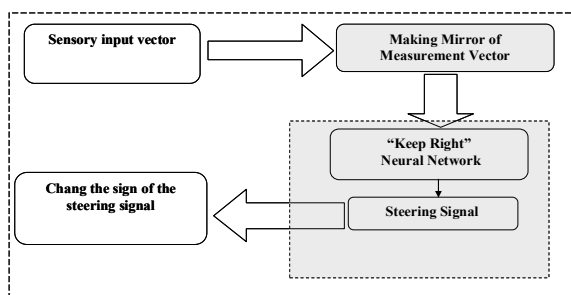 Sensory input vector
Making Mirror of
Measurement Vector
“Keep Right”
Neural Network
Steering Signal
Chang the sign of the
steering signal